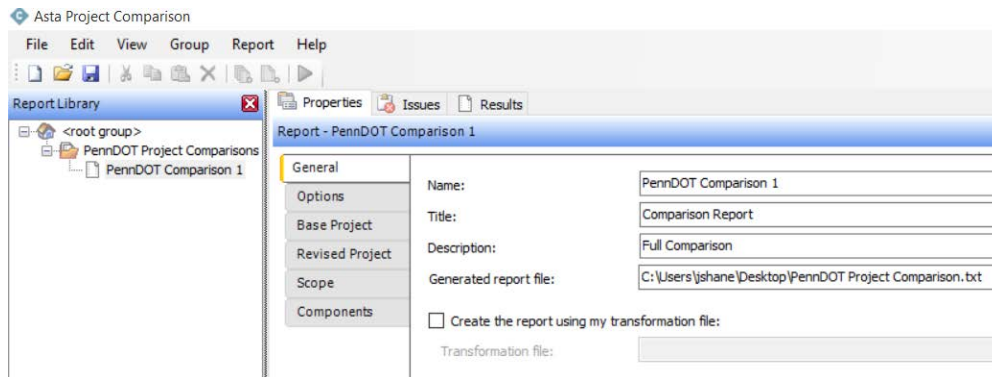 Asta Project Comparison
File Edit View Group Report Help
Report Library
Properties Issues Results
<root group>
PennDOT Project Comparisons
PennDOT Comparison 1
Report - PennDOT Comparison 1
General
Options
Base Project
Revised Project
Scope
Components
Name: PennDOT Comparison 1
Title: Comparison Report
Description: Full Comparison
Generated report file: C:\Users\jshane\Desktop\PennDOT Project Comparison.txt
Create the report using my transformation file:
Transformation file: